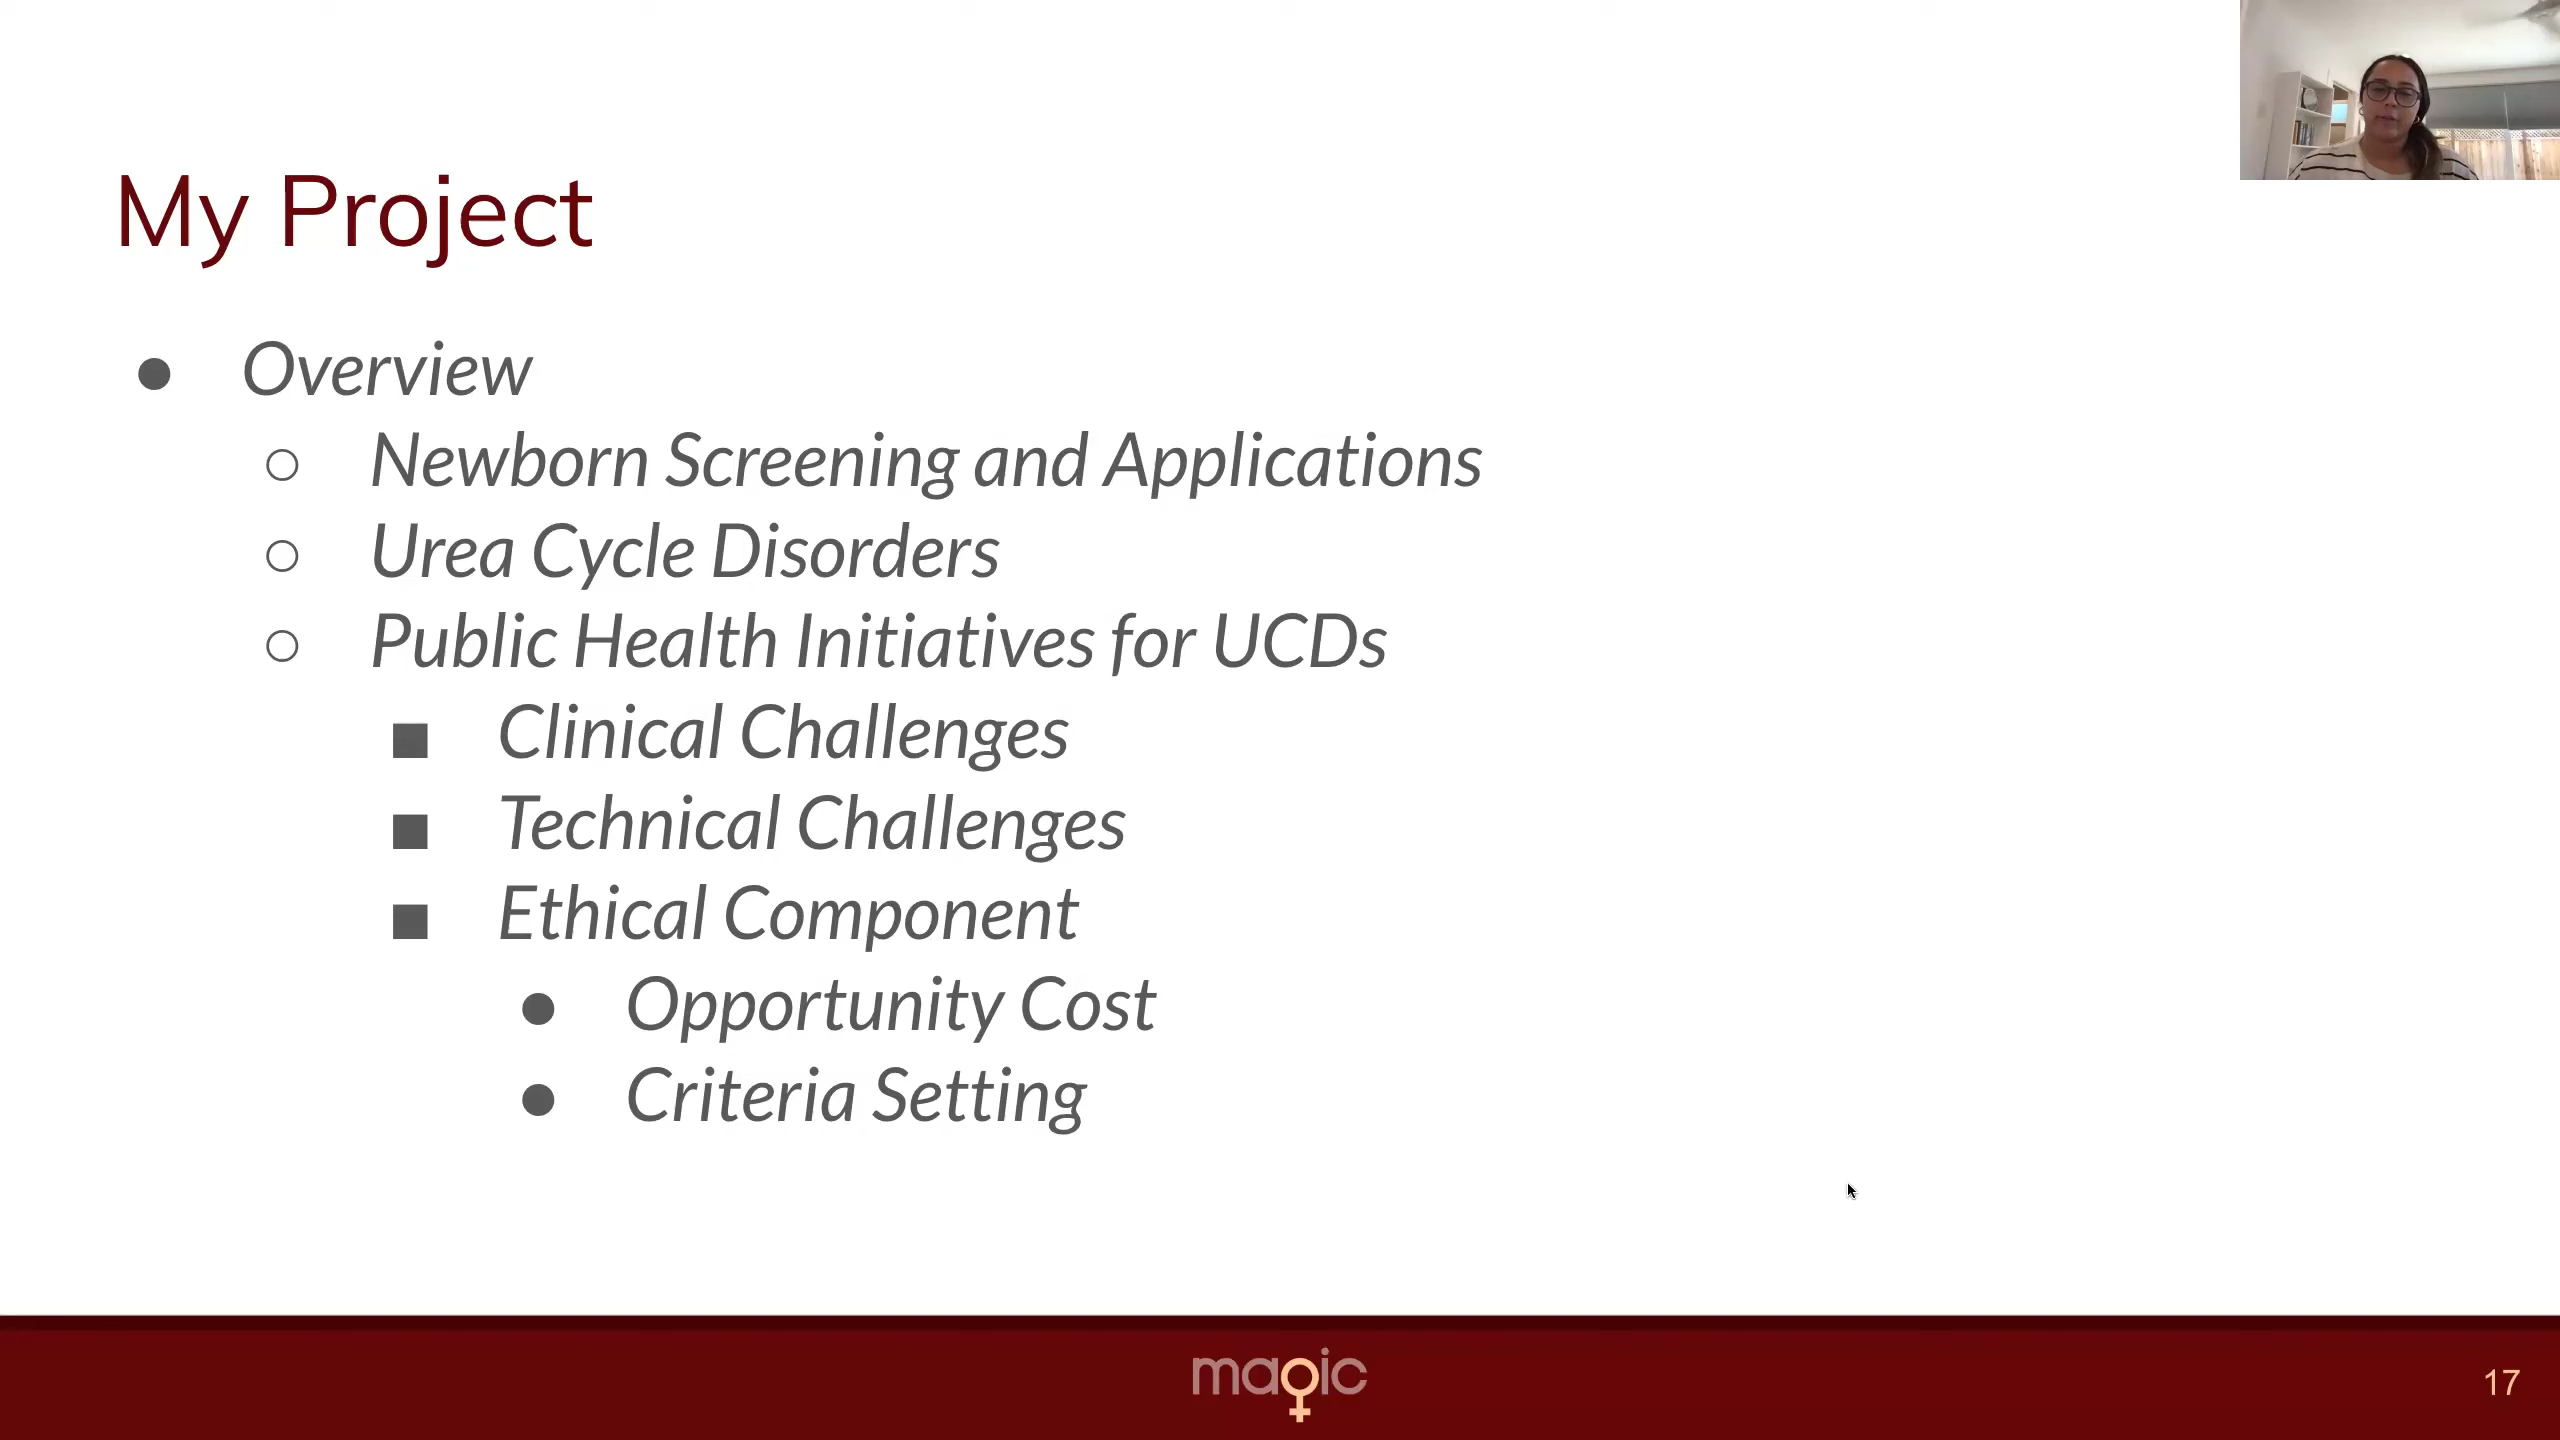 My Project
● Overview
○ Newborn Screening and Applications
○ Urea Cycle Disorders
○ Public Health Initiatives for UCDs
■ Clinical Challenges
■ Technical Challenges
■ Ethical Component
● Opportunity Cost
● Criteria Setting
magic
17